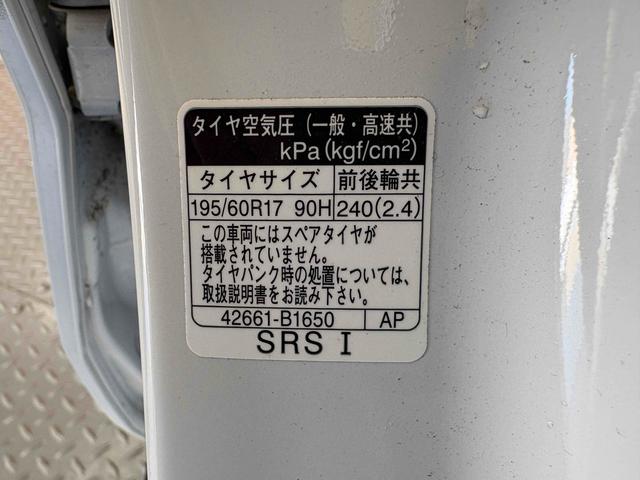 タイヤ空気圧（一般・高速共）
kPa(kgf/cm²)
タイヤサイズ 前後輪共
195/60R17 90H 240(2.4)
この車両にはスペアタイヤが
搭載されていません。
タイヤパンク時の処置については、
取扱説明書をお読み下さい。
42661-B1650 AP
SRS I